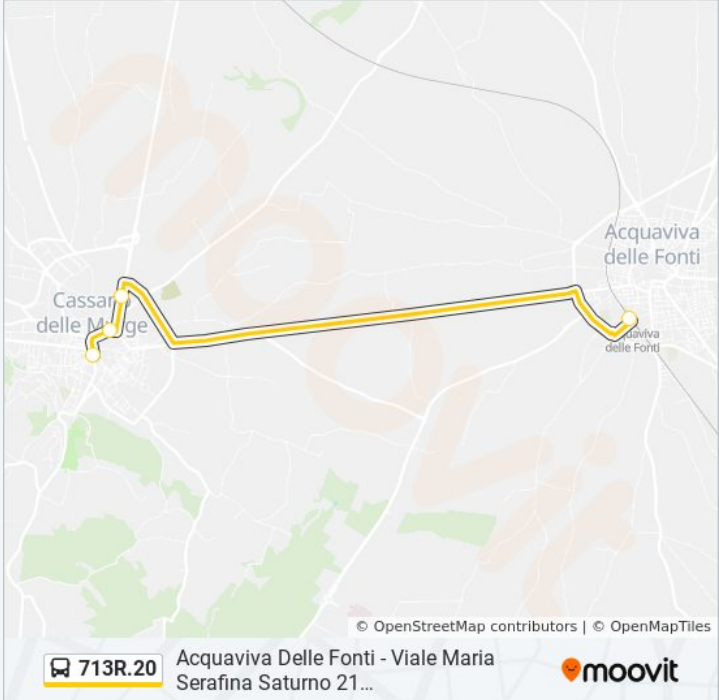 moovit
Acquaviva
delle Fonti
Cassano
delle Murge
Acquaviva
delle Fonti
© OpenStreetMap contributors | © OpenMapTiles
713R.20
Acquaviva Delle Fonti - Viale Maria
Serafina Saturno 21...
moovit